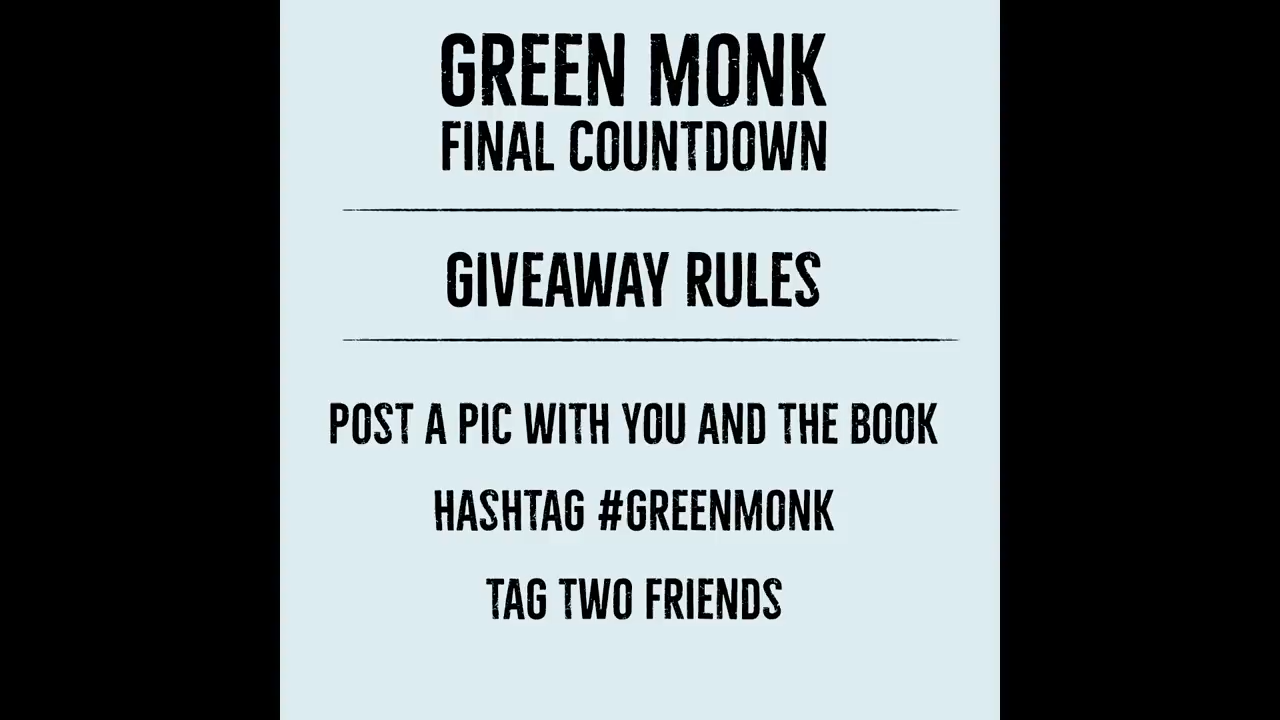 GREEN MONK
FINAL COUNTDOWN
GIVEAWAY RULES
POST A PIC WITH YOU AND THE BOOK
HASHTAG #GREENMONK
TAG TWO FRIENDS